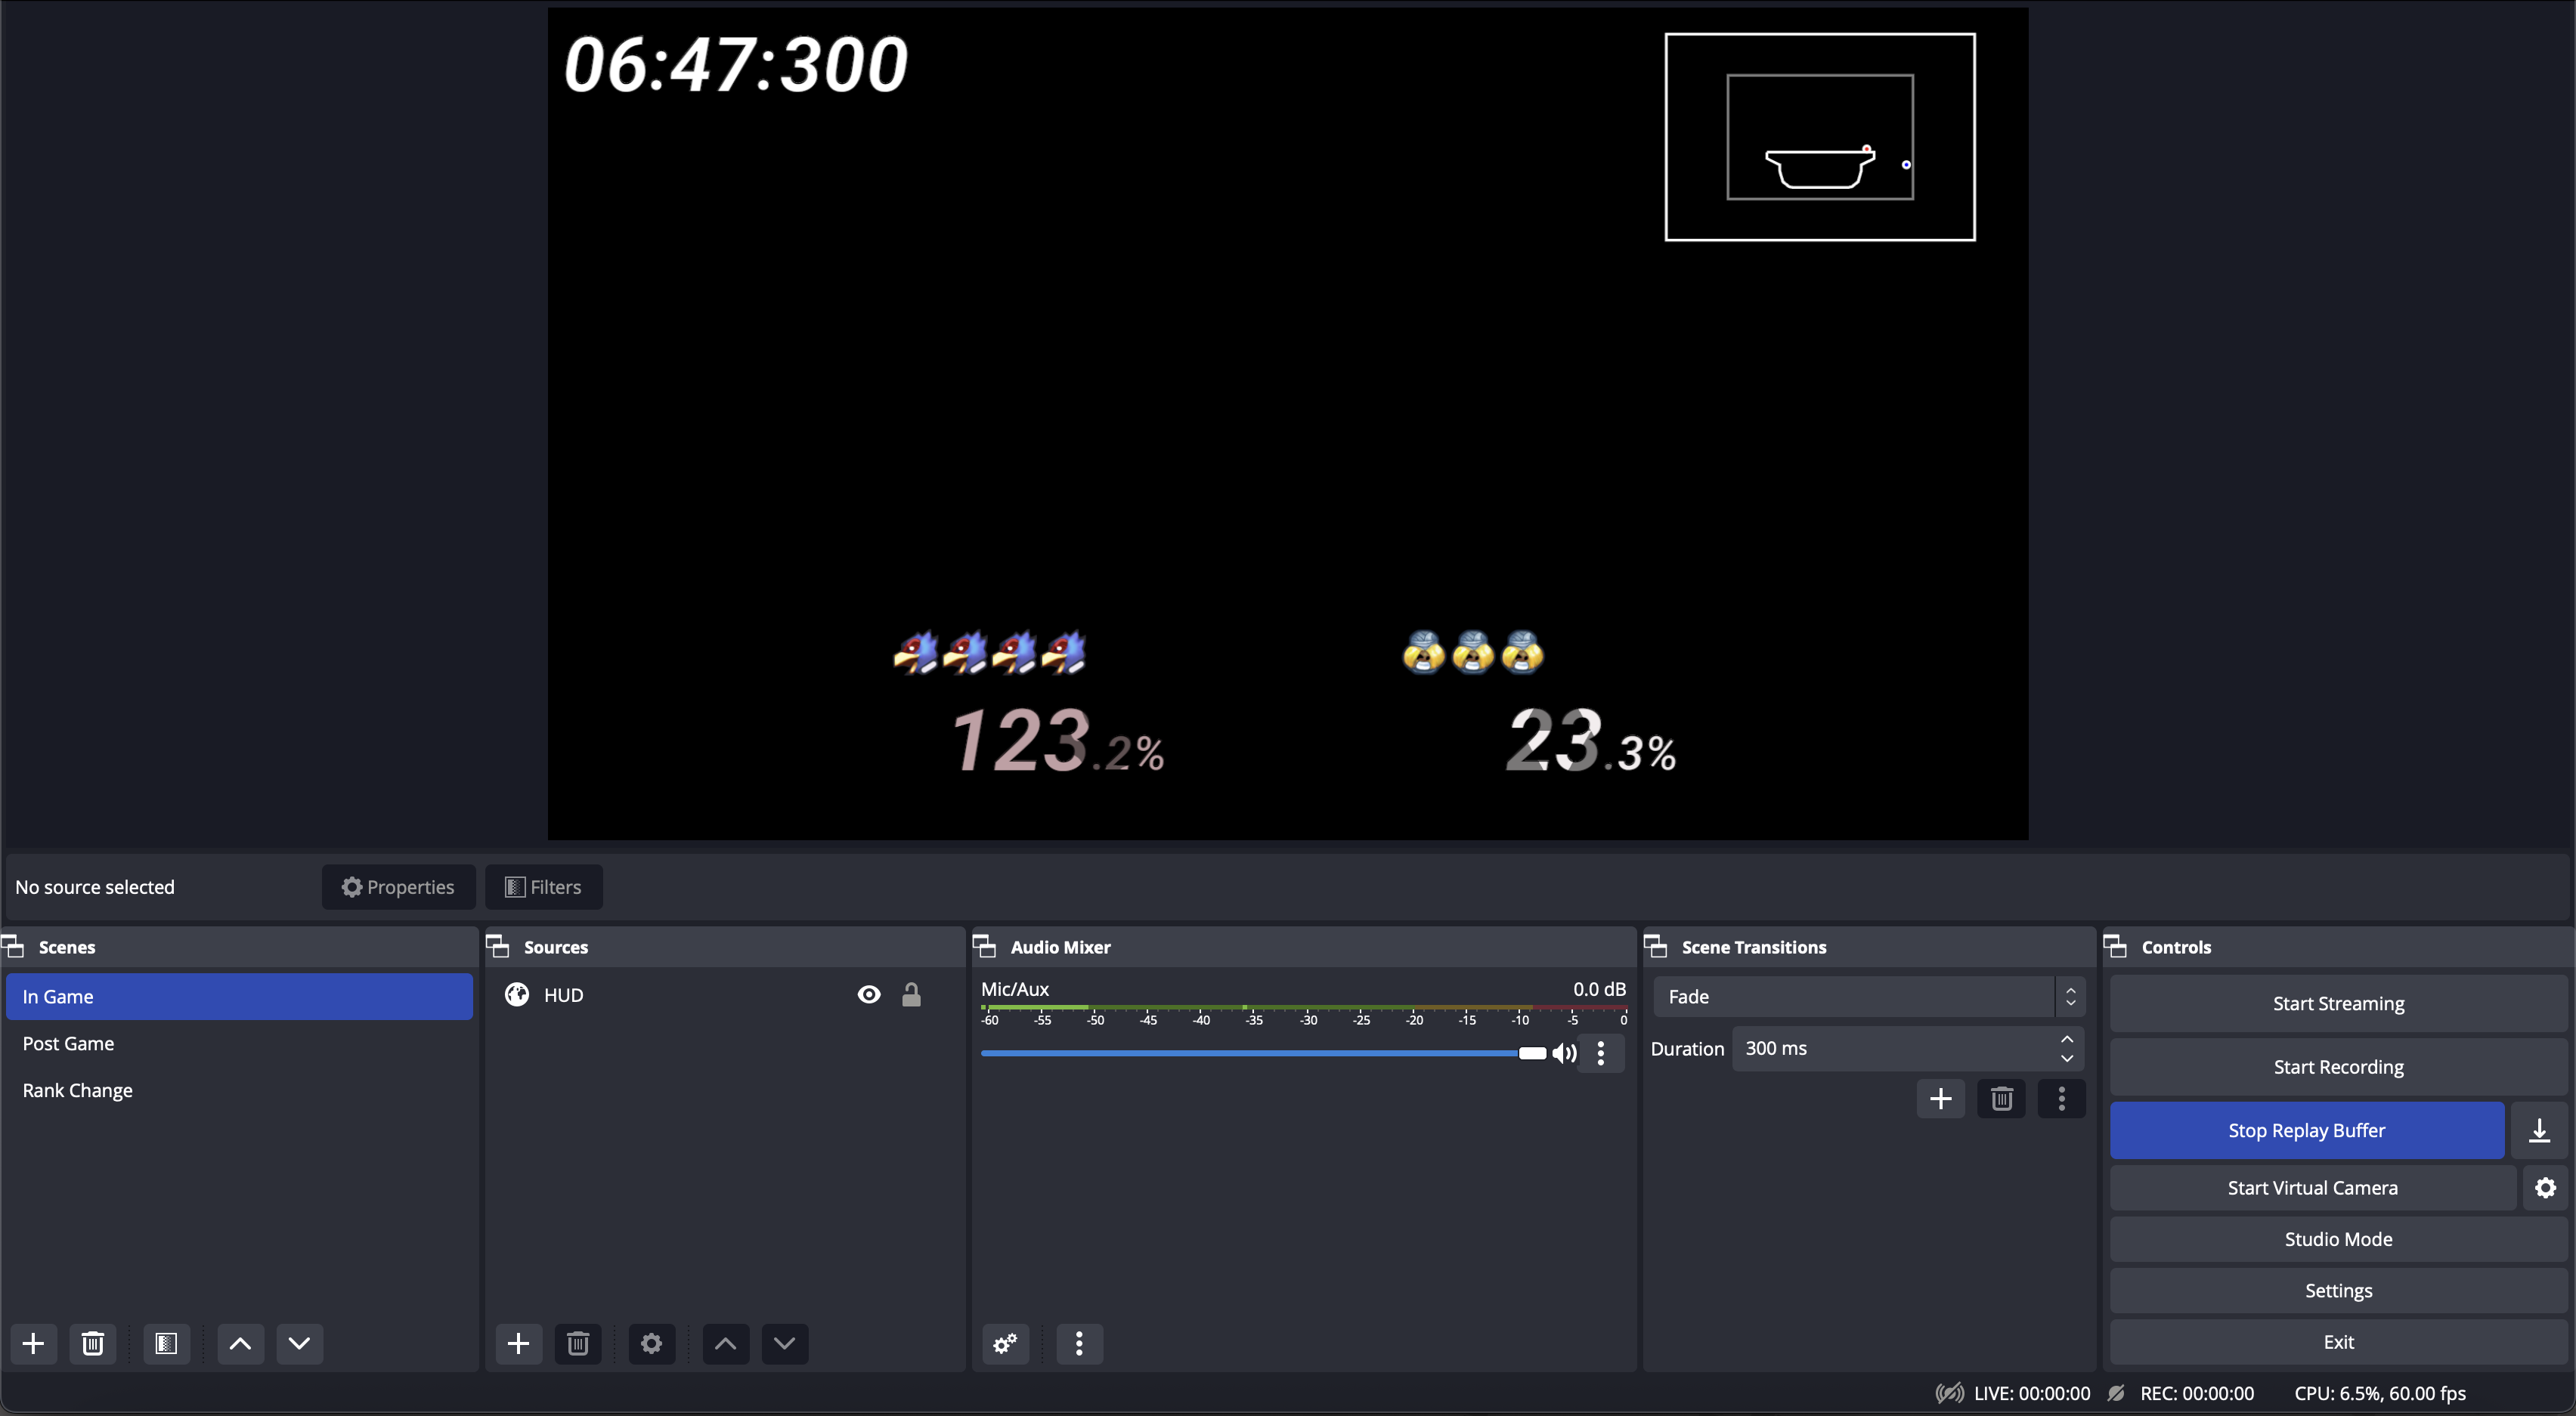 06:47:300
123.2%
23.3%
No source selected
Properties
Filters
Scenes
In Game
Post Game
Rank Change
Sources
HUD
Audio Mixer
Mic/Aux
0.0 dB
-60 -55 -50 -45 -40 -35 -30 -25 -20 -15 -10 -5 0
Scene Transitions
Fade
Duration
300 ms
Controls
Start Streaming
Start Recording
Stop Replay Buffer
Start Virtual Camera
Studio Mode
Settings
Exit
LIVE: 00:00:00
REC: 00:00:00
CPU: 6.5%, 60.00 fps